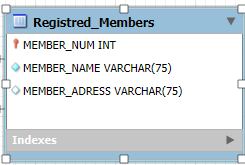 Registred_Members
MEMBER_NUM INT
MEMBER_NAME VARCHAR(75)
MEMBER_ADRESS VARCHAR(75)
Indexes